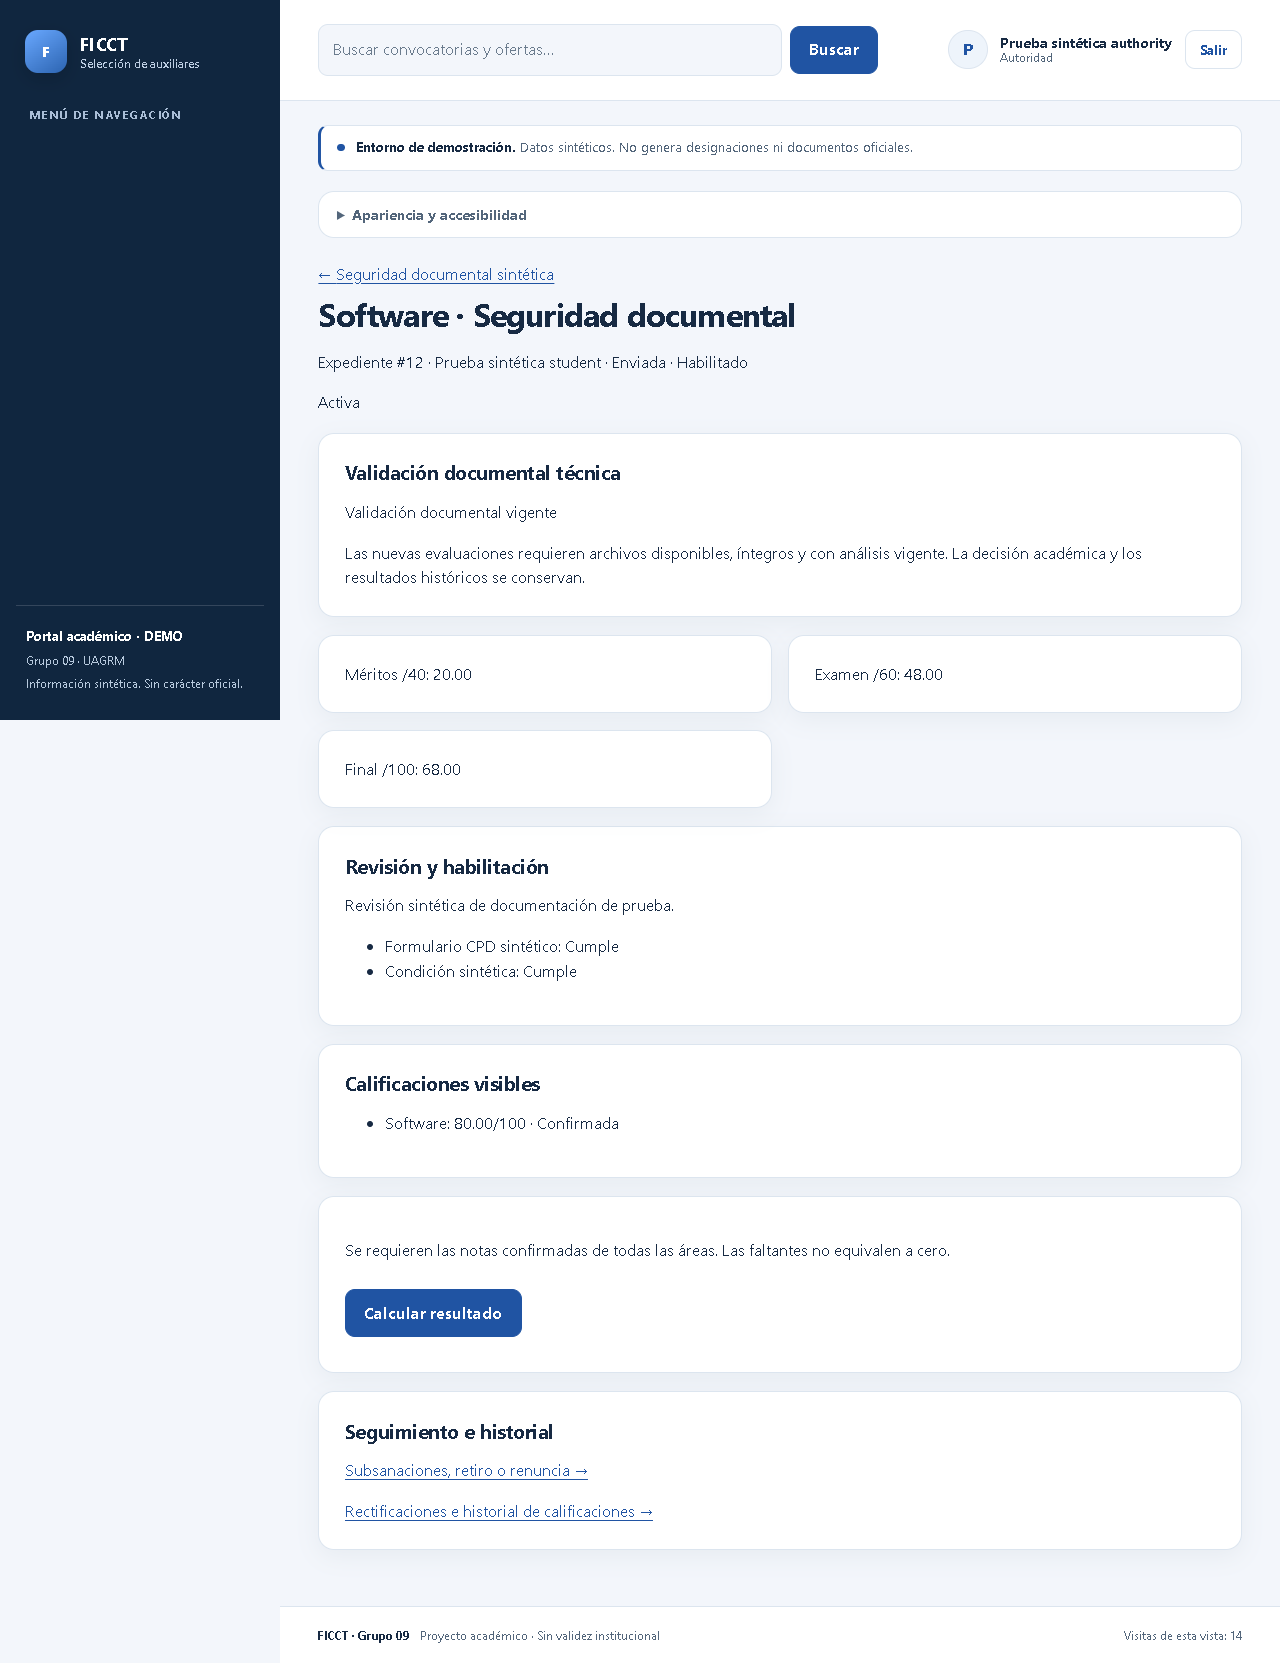 F
FICCT
Selección de auxiliares
MENÚ DE NAVEGACIÓN
Portal académico · DEMO
Grupo 09 · UAGRM
Información sintética. Sin carácter oficial.
Buscar convocatorias y ofertas...
Buscar
P
Prueba sintética authority
Autoridad
Salir
Entorno de demostración. Datos sintéticos. No genera designaciones ni documentos oficiales.
▶ Apariencia y accesibilidad
← Seguridad documental sintética
Software · Seguridad documental
Expediente #12 · Prueba sintética student · Enviada · Habilitado
Activa
Validación documental técnica
Validación documental vigente
Las nuevas evaluaciones requieren archivos disponibles, íntegros y con análisis vigente. La decisión académica y los
resultados históricos se conservan.
Méritos /40: 20.00
Examen /60: 48.00
Final /100: 68.00
Revisión y habilitación
Revisión sintética de documentación de prueba.
• Formulario CPD sintético: Cumple
• Condición sintética: Cumple
Calificaciones visibles
• Software: 80.00/100 · Confirmada
Se requieren las notas confirmadas de todas las áreas. Las faltantes no equivalen a cero.
Calcular resultado
Seguimiento e historial
Subsanaciones, retiro o renuncia →
Rectificaciones e historial de calificaciones →
FICCT · Grupo 09 Proyecto académico · Sin validez institucional
Visitas de esta vista: 14